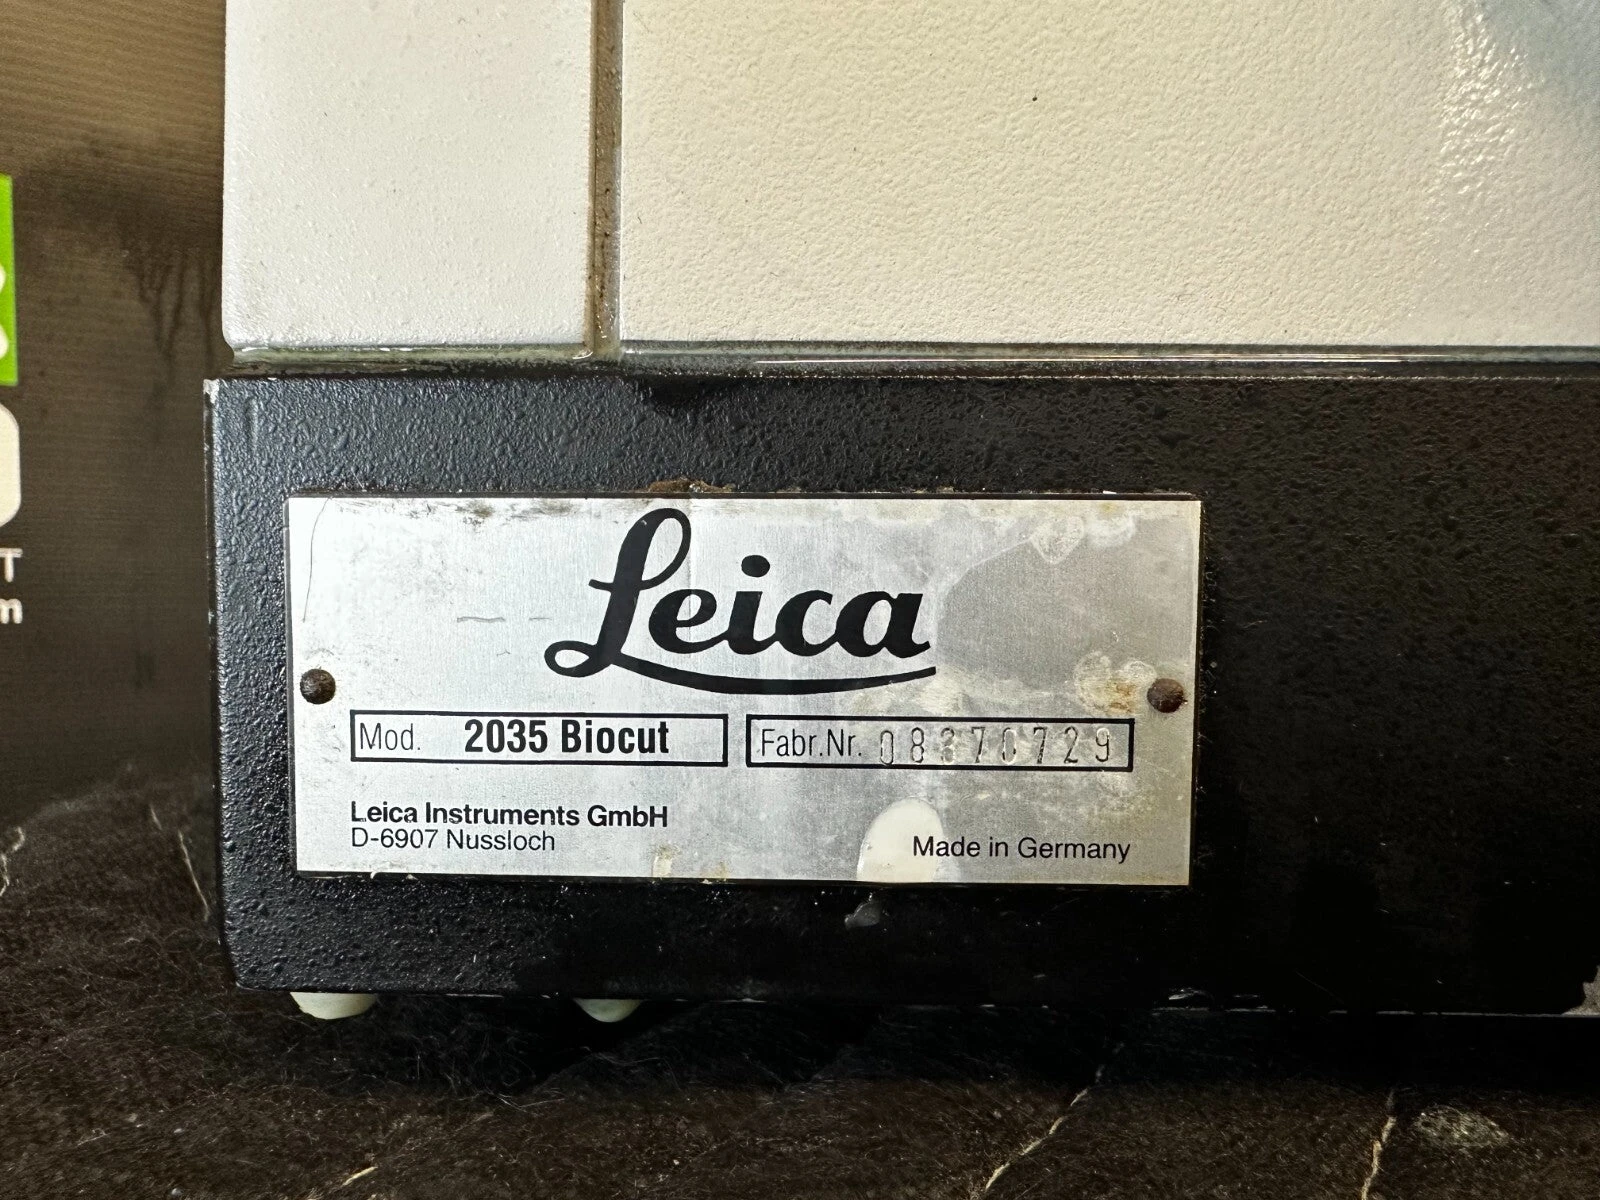 Leica
Mod. 2035 Biocut
Fabr.Nr. 08370729
Leica Instruments GmbH
D-6907 Nussloch
Made in Germany
T
m